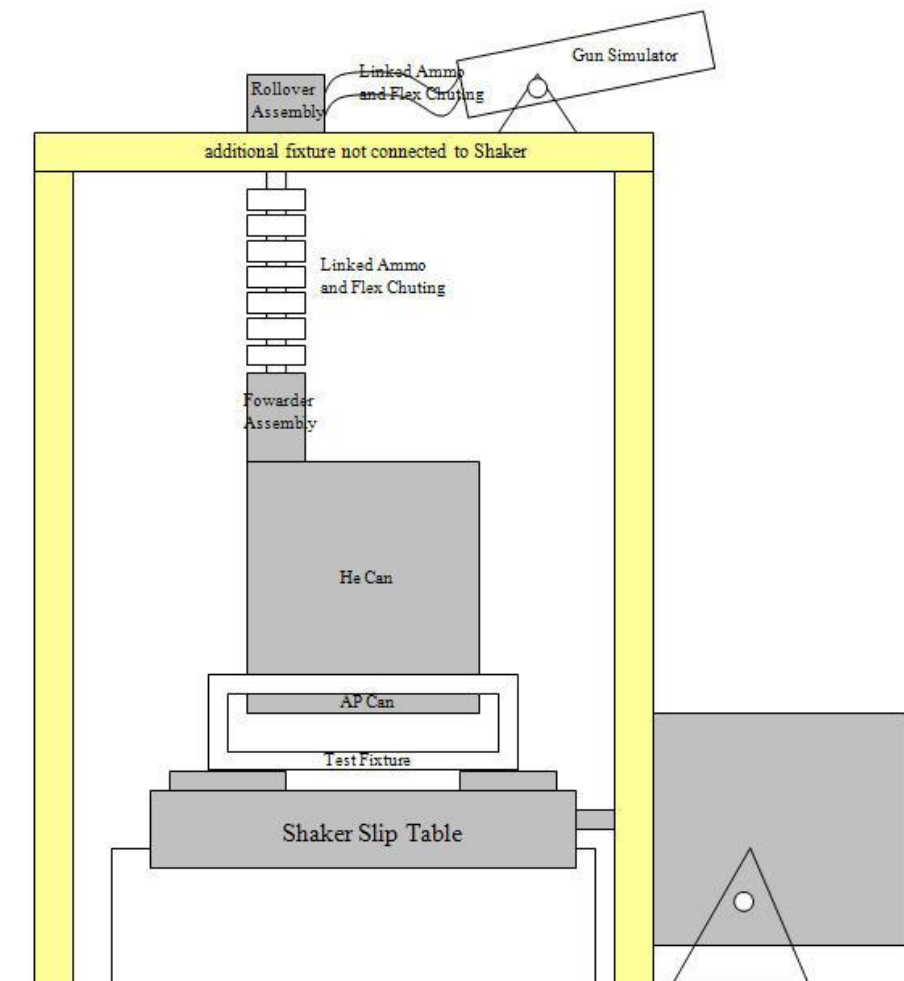 Gun Simulator
Linked Ammo
and Flex Chuting
Rollover
Assembly
additional fixture not connected to Shaker
Linked Ammo
and Flex Chuting
Fowarder
Assembly
He Can
AP Can
Test Fixture
Shaker Slip Table